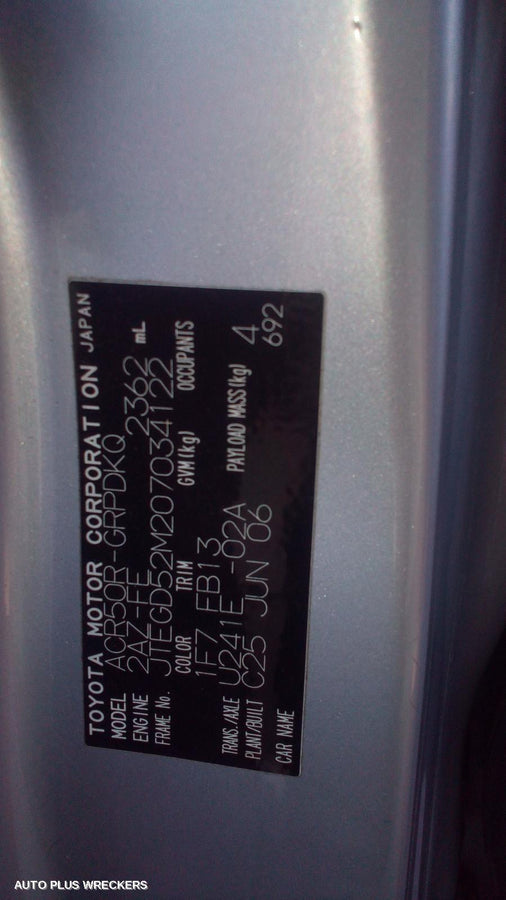 TOYOTA MOTOR CORPORATION JAPAN
MODEL ACR50R-GRPDKQ
ENGINE 2AZ-FE 2362 mL
FRAME No. JTEGD52M207034122
COLOR TRIM GVM(kg) OCCUPANTS
1F7 FB13
TRANS./AXLE U241E -02A PAYLOAD MASS(kg) 4
PLANT/BUILT C25 JUN 06 692
CAR NAME
AUTO PLUS WRECKERS